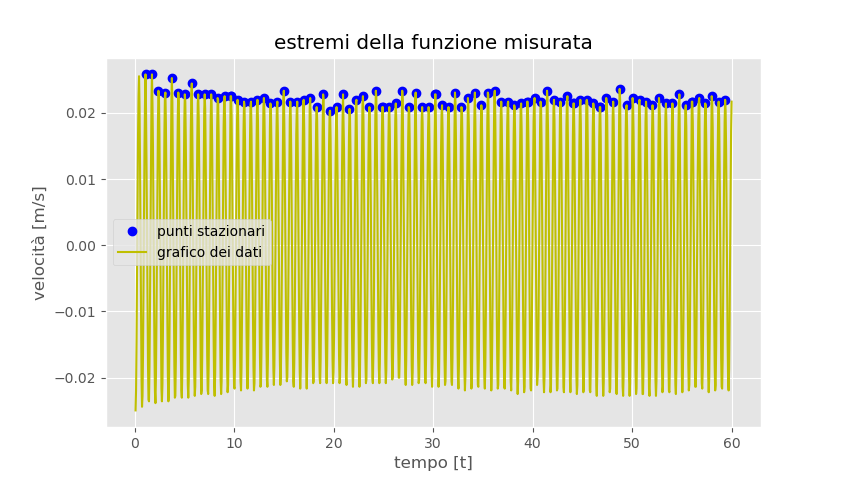 estremi della funzione misurata
velocità [m/s]
0.02
0.01
0.00
−0.01
−0.02
punti stazionari
grafico dei dati
0 10 20 30 40 50 60
tempo [t]